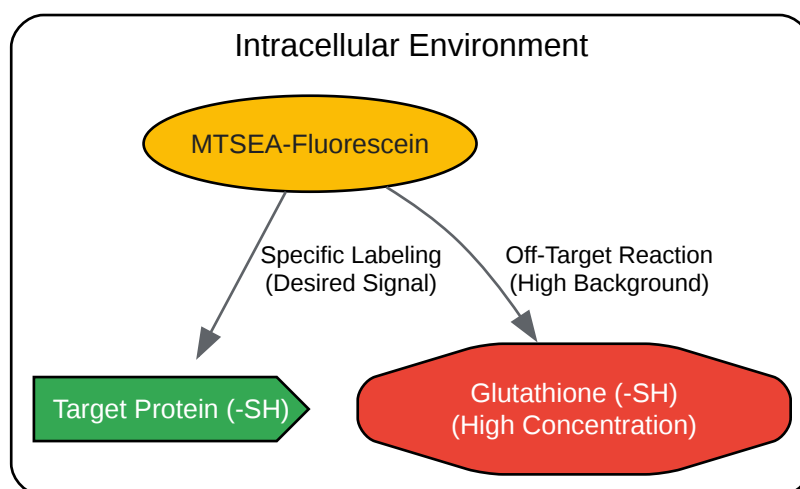 Intracellular Environment
MTSEA-Fluorescein
Specific Labeling
(Desired Signal)
Off-Target Reaction
(High Background)
Target Protein (-SH)
Glutathione (-SH)
(High Concentration)